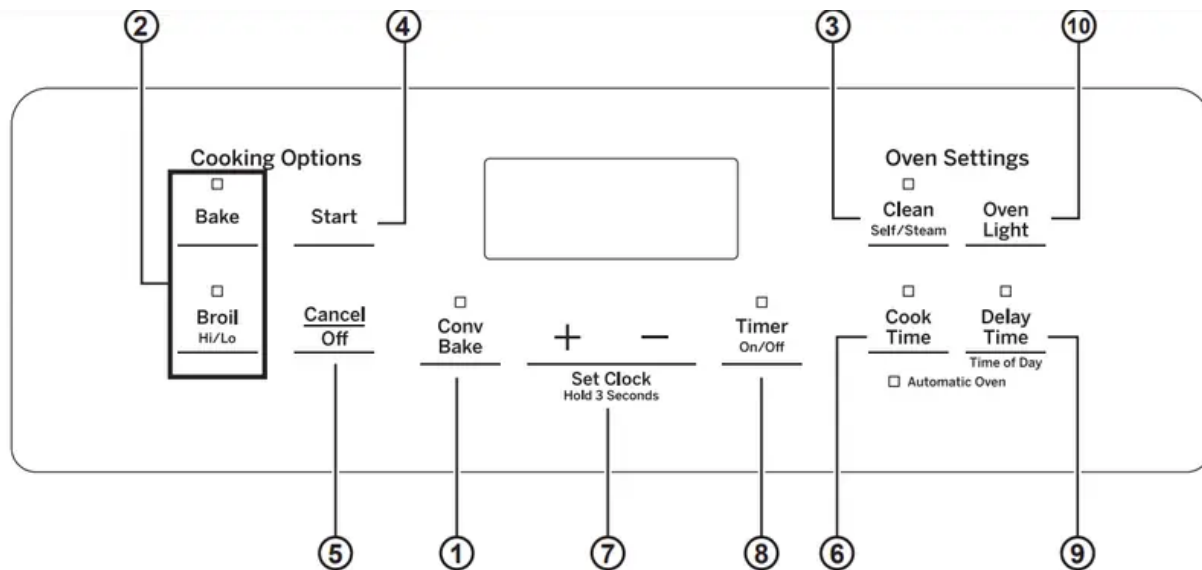 2
4
3
10
Cooking Options
Oven Settings
Bake
Start
Clean
Self/Steam
Oven
Light
Broil
Hi/Lo
Cancel
Off
Conv
Bake
+ −
Set Clock
Hold 3 Seconds
Timer
On/Off
Cook
Time
Delay
Time
Time of Day
Automatic Oven
5
1
7
8
6
9